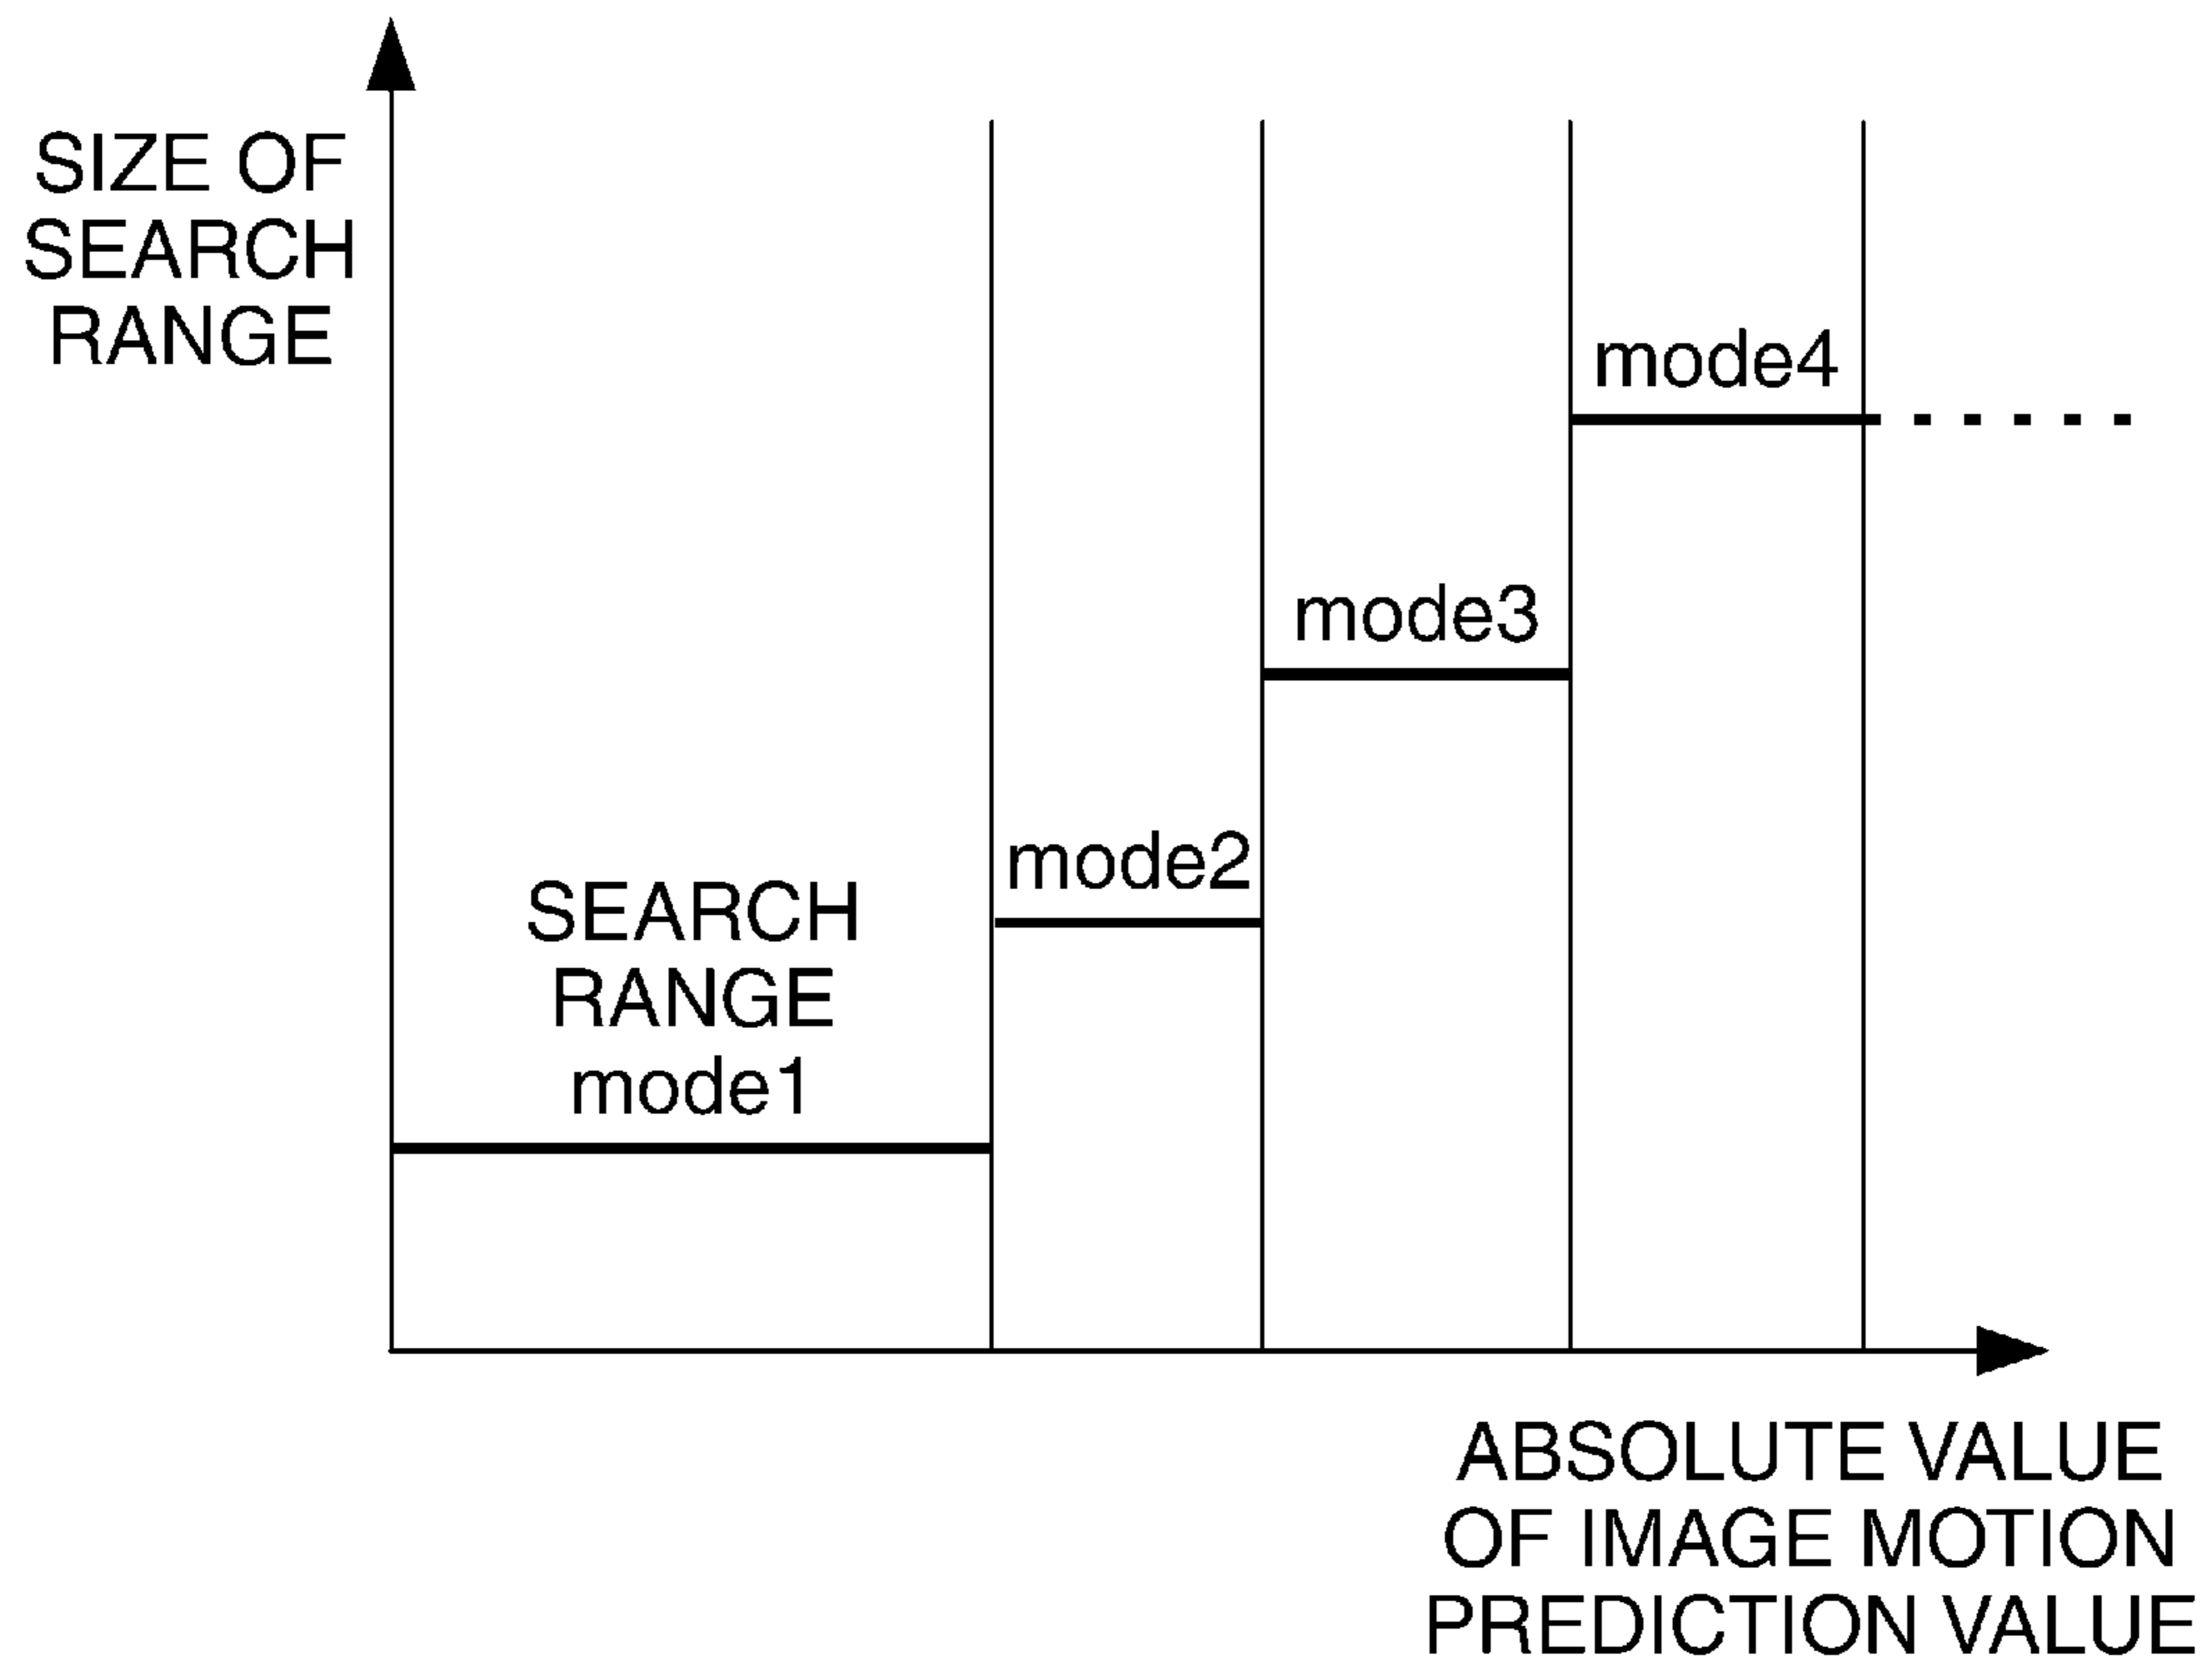 SIZE OF
SEARCH
RANGE
mode4
mode3
mode2
SEARCH
RANGE
mode1
ABSOLUTE VALUE
OF IMAGE MOTION
PREDICTION VALUE